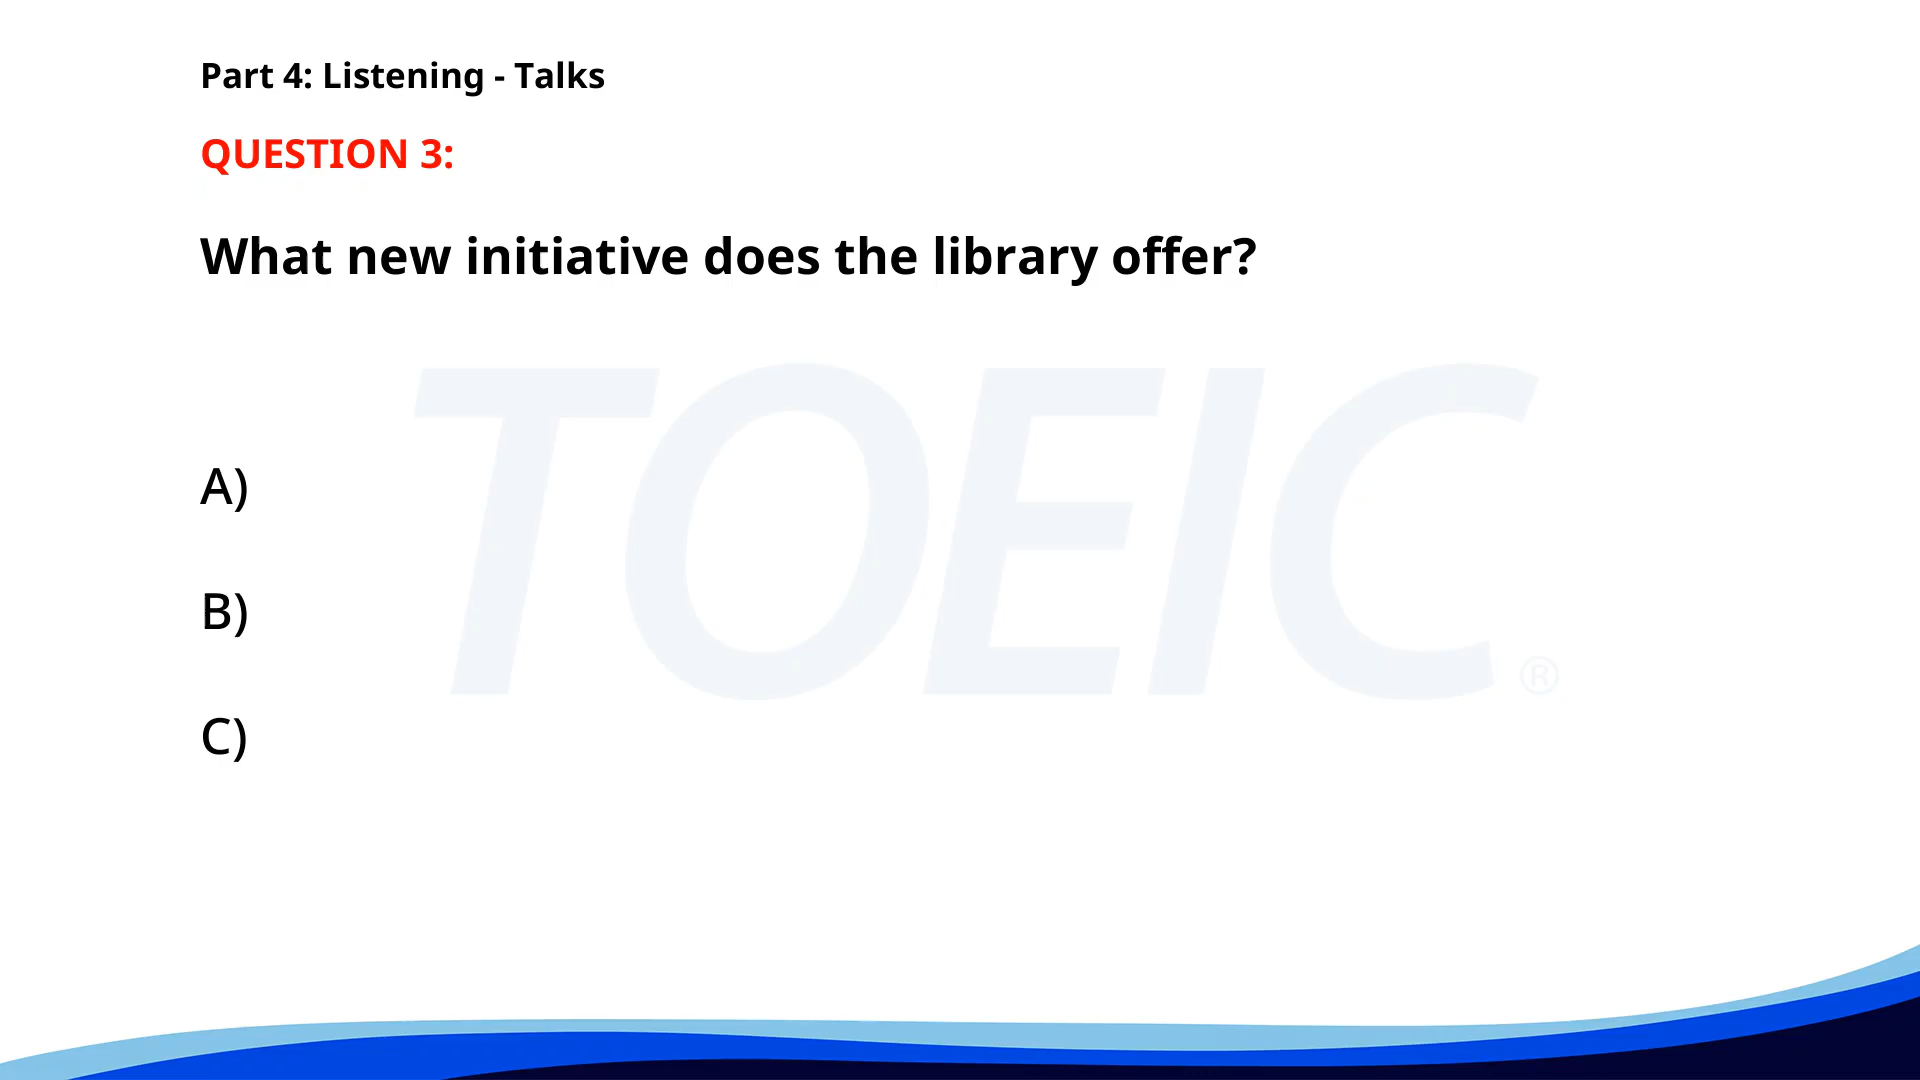 Part 4: Listening - Talks
QUESTION 3:
What new initiative does the library offer?
TOEIC®
A)
B)
C)